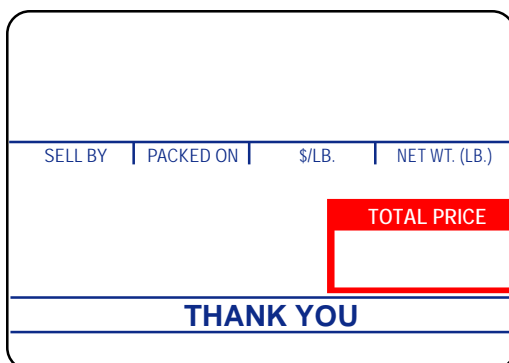 SELL BY PACKED ON $/LB. NET WT. (LB.)
TOTAL PRICE
THANK YOU